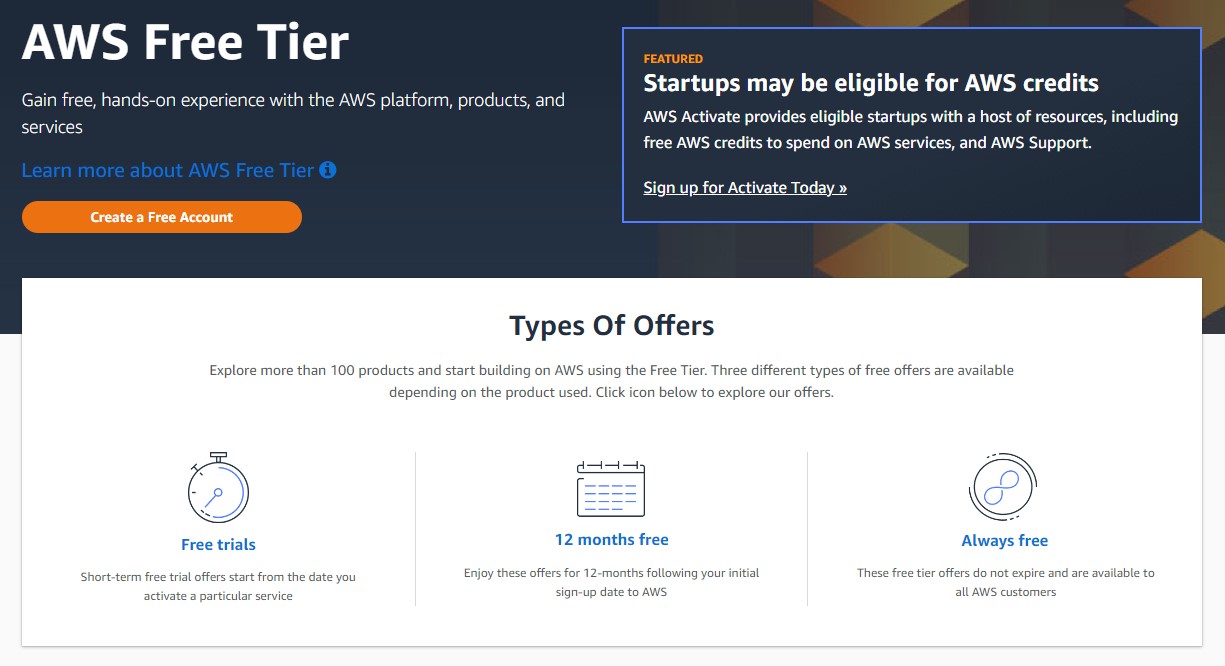 AWS Free Tier
Gain free, hands-on experience with the AWS platform, products, and
services
Learn more about AWS Free Tier
Create a Free Account
FEATURED
Startups may be eligible for AWS credits
AWS Activate provides eligible startups with a host of resources, including
free AWS credits to spend on AWS services, and AWS Support.
Sign up for Activate Today »
Types Of Offers
Explore more than 100 products and start building on AWS using the Free Tier. Three different types of free offers are available
depending on the product used. Click icon below to explore our offers.
Free trials
Short-term free trial offers start from the date you
activate a particular service
12 months free
Enjoy these offers for 12-months following your initial
sign-up date to AWS
Always free
These free tier offers do not expire and are available to
all AWS customers